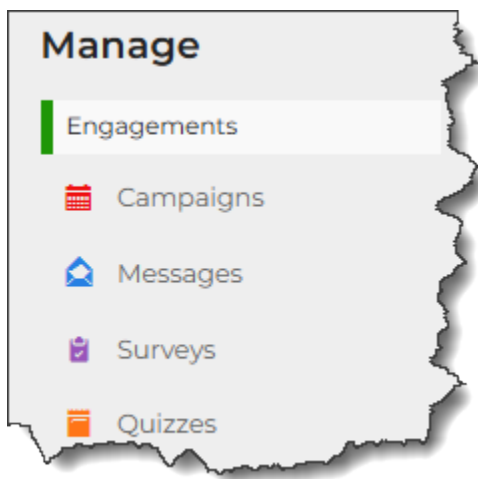 Manage
Engagements
Campaigns
Messages
Surveys
Quizzes